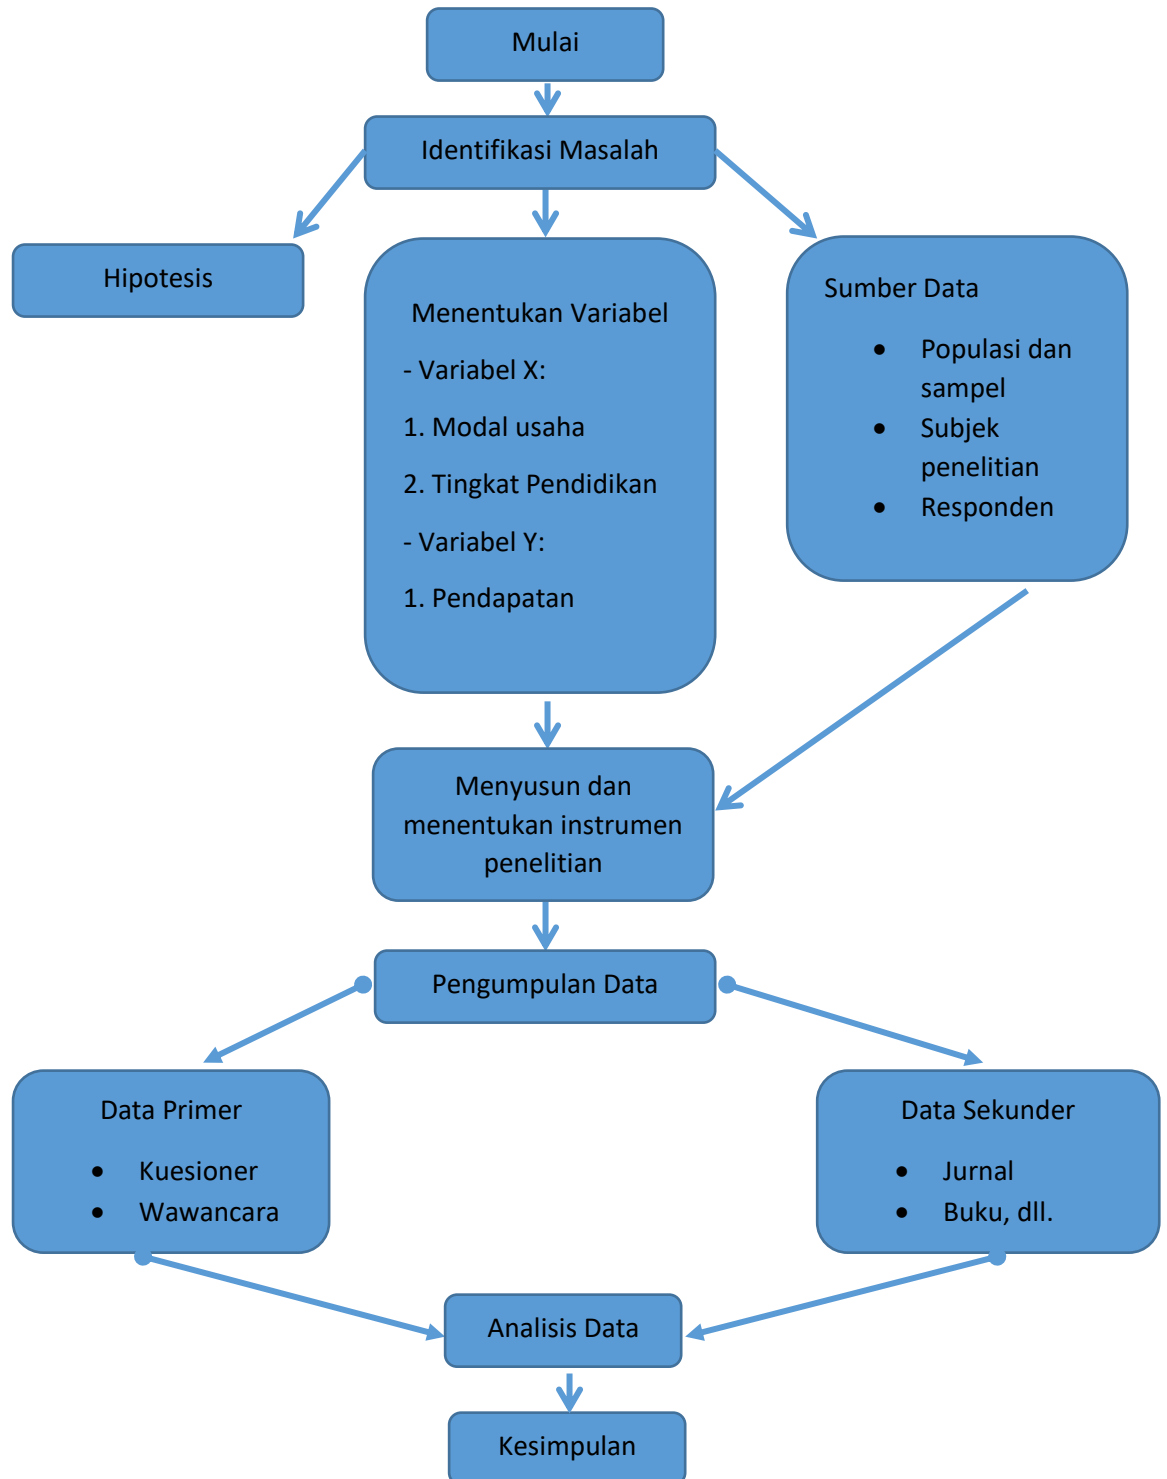 Mulai
Identifikasi Masalah
Hipotesis
Menentukan Variabel
- Variabel X:
1. Modal usaha
2. Tingkat Pendidikan
- Variabel Y:
1. Pendapatan
Sumber Data
• Populasi dan
sampel
• Subjek
penelitian
• Responden
Menyusun dan
menentukan instrumen
penelitian
Pengumpulan Data
Data Primer
• Kuesioner
• Wawancara
Data Sekunder
• Jurnal
• Buku, dll.
Analisis Data
Kesimpulan